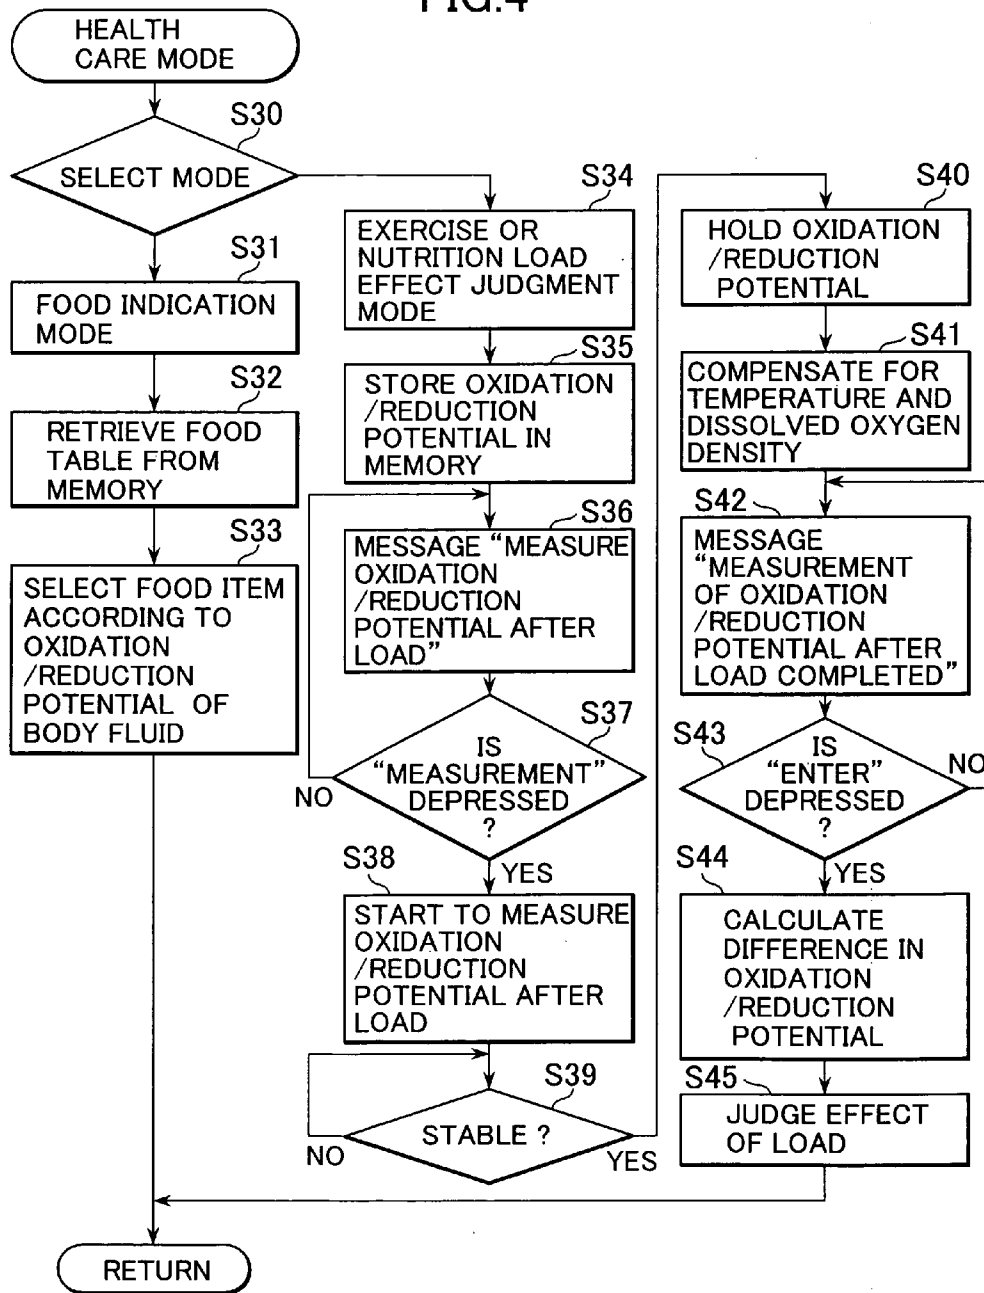 FIG.4
HEALTH
CARE MODE
S30
SELECT MODE
S31
FOOD INDICATION
MODE
S32
RETRIEVE FOOD
TABLE FROM
MEMORY
S33
SELECT FOOD ITEM
ACCORDING TO
OXIDATION
/REDUCTION
POTENTIAL OF
BODY FLUID
S34
EXERCISE OR
NUTRITION LOAD
EFFECT JUDGMENT
MODE
S35
STORE OXIDATION
/REDUCTION
POTENTIAL IN
MEMORY
S36
MESSAGE “MEASURE
OXIDATION
/REDUCTION
POTENTIAL AFTER
LOAD”
S37
IS
“MEASUREMENT”
DEPRESSED
?
NO
YES
S38
START TO MEASURE
OXIDATION
/REDUCTION
POTENTIAL AFTER
LOAD
S39
STABLE ?
NO
YES
S40
HOLD OXIDATION
/REDUCTION
POTENTIAL
S41
COMPENSATE FOR
TEMPERATURE AND
DISSOLVED OXYGEN
DENSITY
S42
MESSAGE
“MEASUREMENT
OF OXIDATION
/REDUCTION
POTENTIAL AFTER
LOAD COMPLETED”
S43
IS
“ENTER”
DEPRESSED
?
NO
YES
S44
CALCULATE
DIFFERENCE IN
OXIDATION
/REDUCTION
POTENTIAL
S45
JUDGE EFFECT
OF LOAD
RETURN